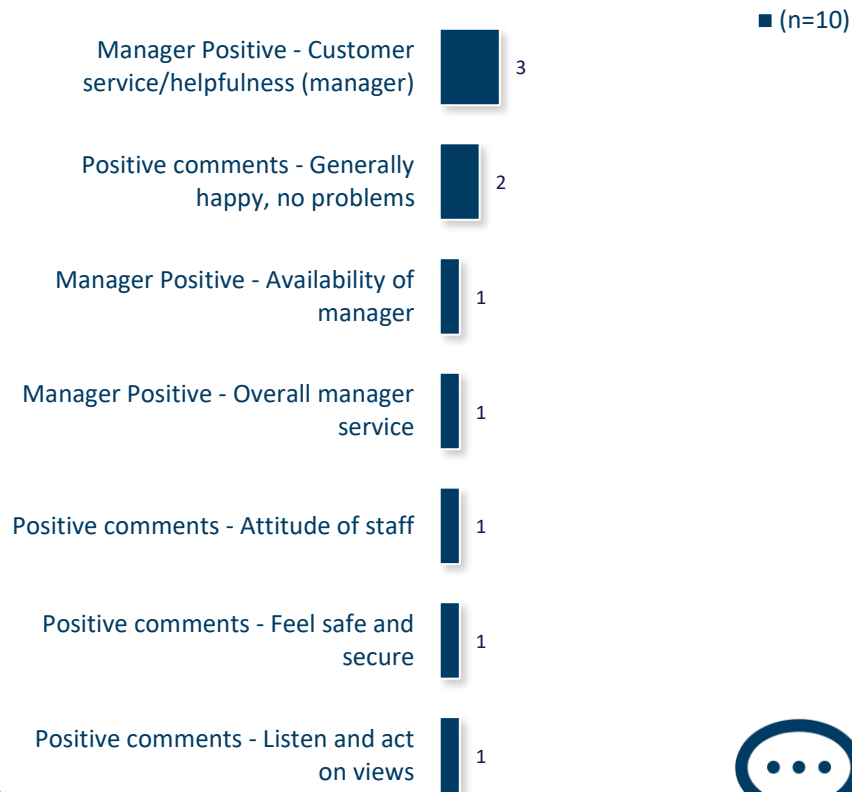 (n=10)
Manager Positive - Customer
service/helpfulness (manager)
3
Positive comments - Generally
happy, no problems
2
Manager Positive - Availability of
manager
1
Manager Positive - Overall manager
service
1
Positive comments - Attitude of staff
1
Positive comments - Feel safe and
secure
1
Positive comments - Listen and act
on views
1